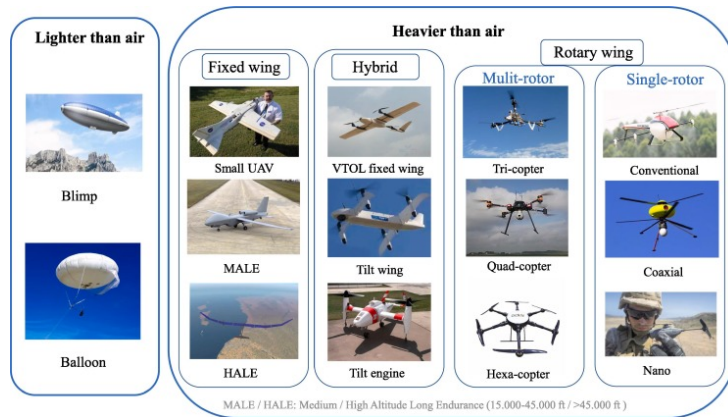 Lighter than air
Blimp
Balloon
Heavier than air
Fixed wing
Small UAV
MALE
HALE
Hybrid
VTOL fixed wing
Tilt wing
Tilt engine
Rotary wing
Mulit-rotor
Tri-copter
Quad-copter
Hexa-copter
Single-rotor
Conventional
Coaxial
Nano
MALE / HALE: Medium / High Altitude Long Endurance (15.000-45.000 ft / >45.000 ft )